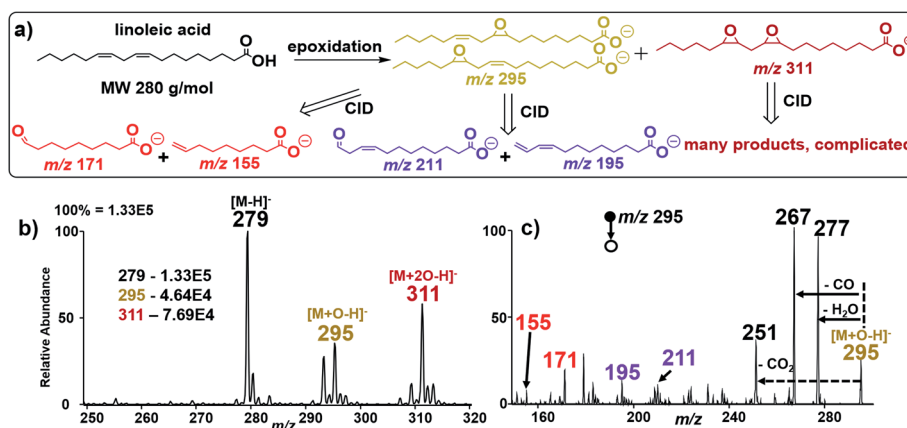 a)
linoleic acid
OH
O
MW 280 g/mol
epoxidation
O
O
O
⊖
O
O
O
⊖
m/z 295
+
O
O
O
O
⊖
m/z 311
CID
CID
CID
O
O
O
⊖
m/z 171
+
O
O
⊖
m/z 155
O
O
O
⊖
m/z 211
+
O
O
⊖
m/z 195
many products, complicated
b)
100% = 1.33E5
[M-H]-
279
279 - 1.33E5
295 - 4.64E4
311 – 7.69E4
[M+O-H]-
295
[M+2O-H]-
311
Relative Abundance
100
50
0
250 260 270 280 290 300 310 320
m/z
c)
m/z 295
267
277
- CO
- H2O
[M+O-H]-
295
251
- CO2
155
171
195
211
100
50
0
160 200 240 280
m/z